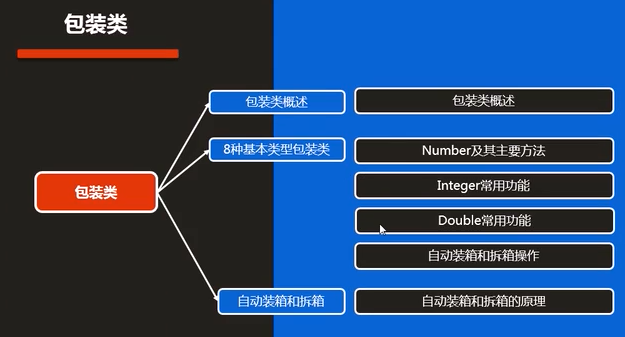 包装类
包装类概述
包装类概述
8种基本类型包装类
Number及其主要方法
包装类
Integer常用功能
Double常用功能
自动装箱和拆箱操作
自动装箱和拆箱
自动装箱和拆箱的原理